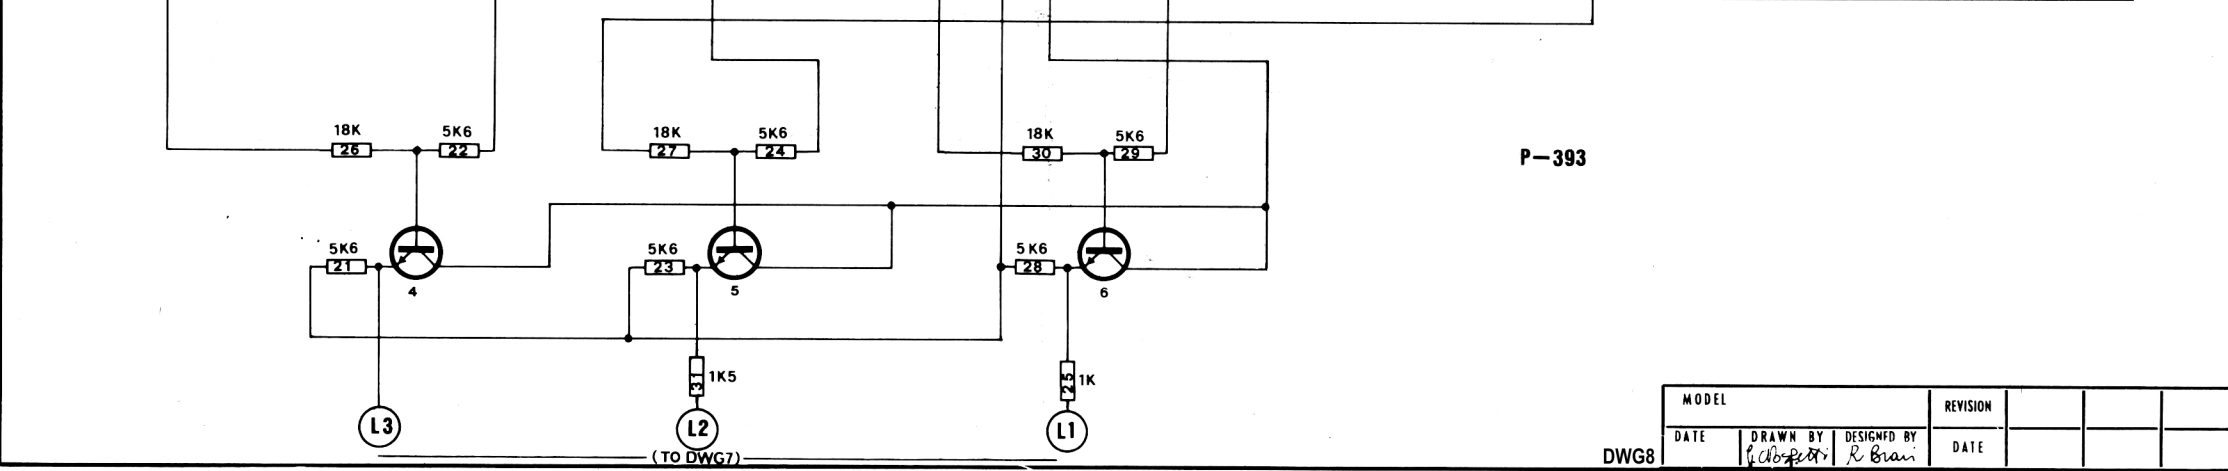 18K
5K6
18K
5K6
18K
5K6
26
22
27
24
30
29
P-393
5K6
5K6
5K6
21
23
28
4
5
6
31
1K5
25
1K
L3
L2
L1
(TO DWG7)
DWG8
MODEL
REVISION
DATE
DRAWN BY
DESIGNED BY
DATE
R Brain